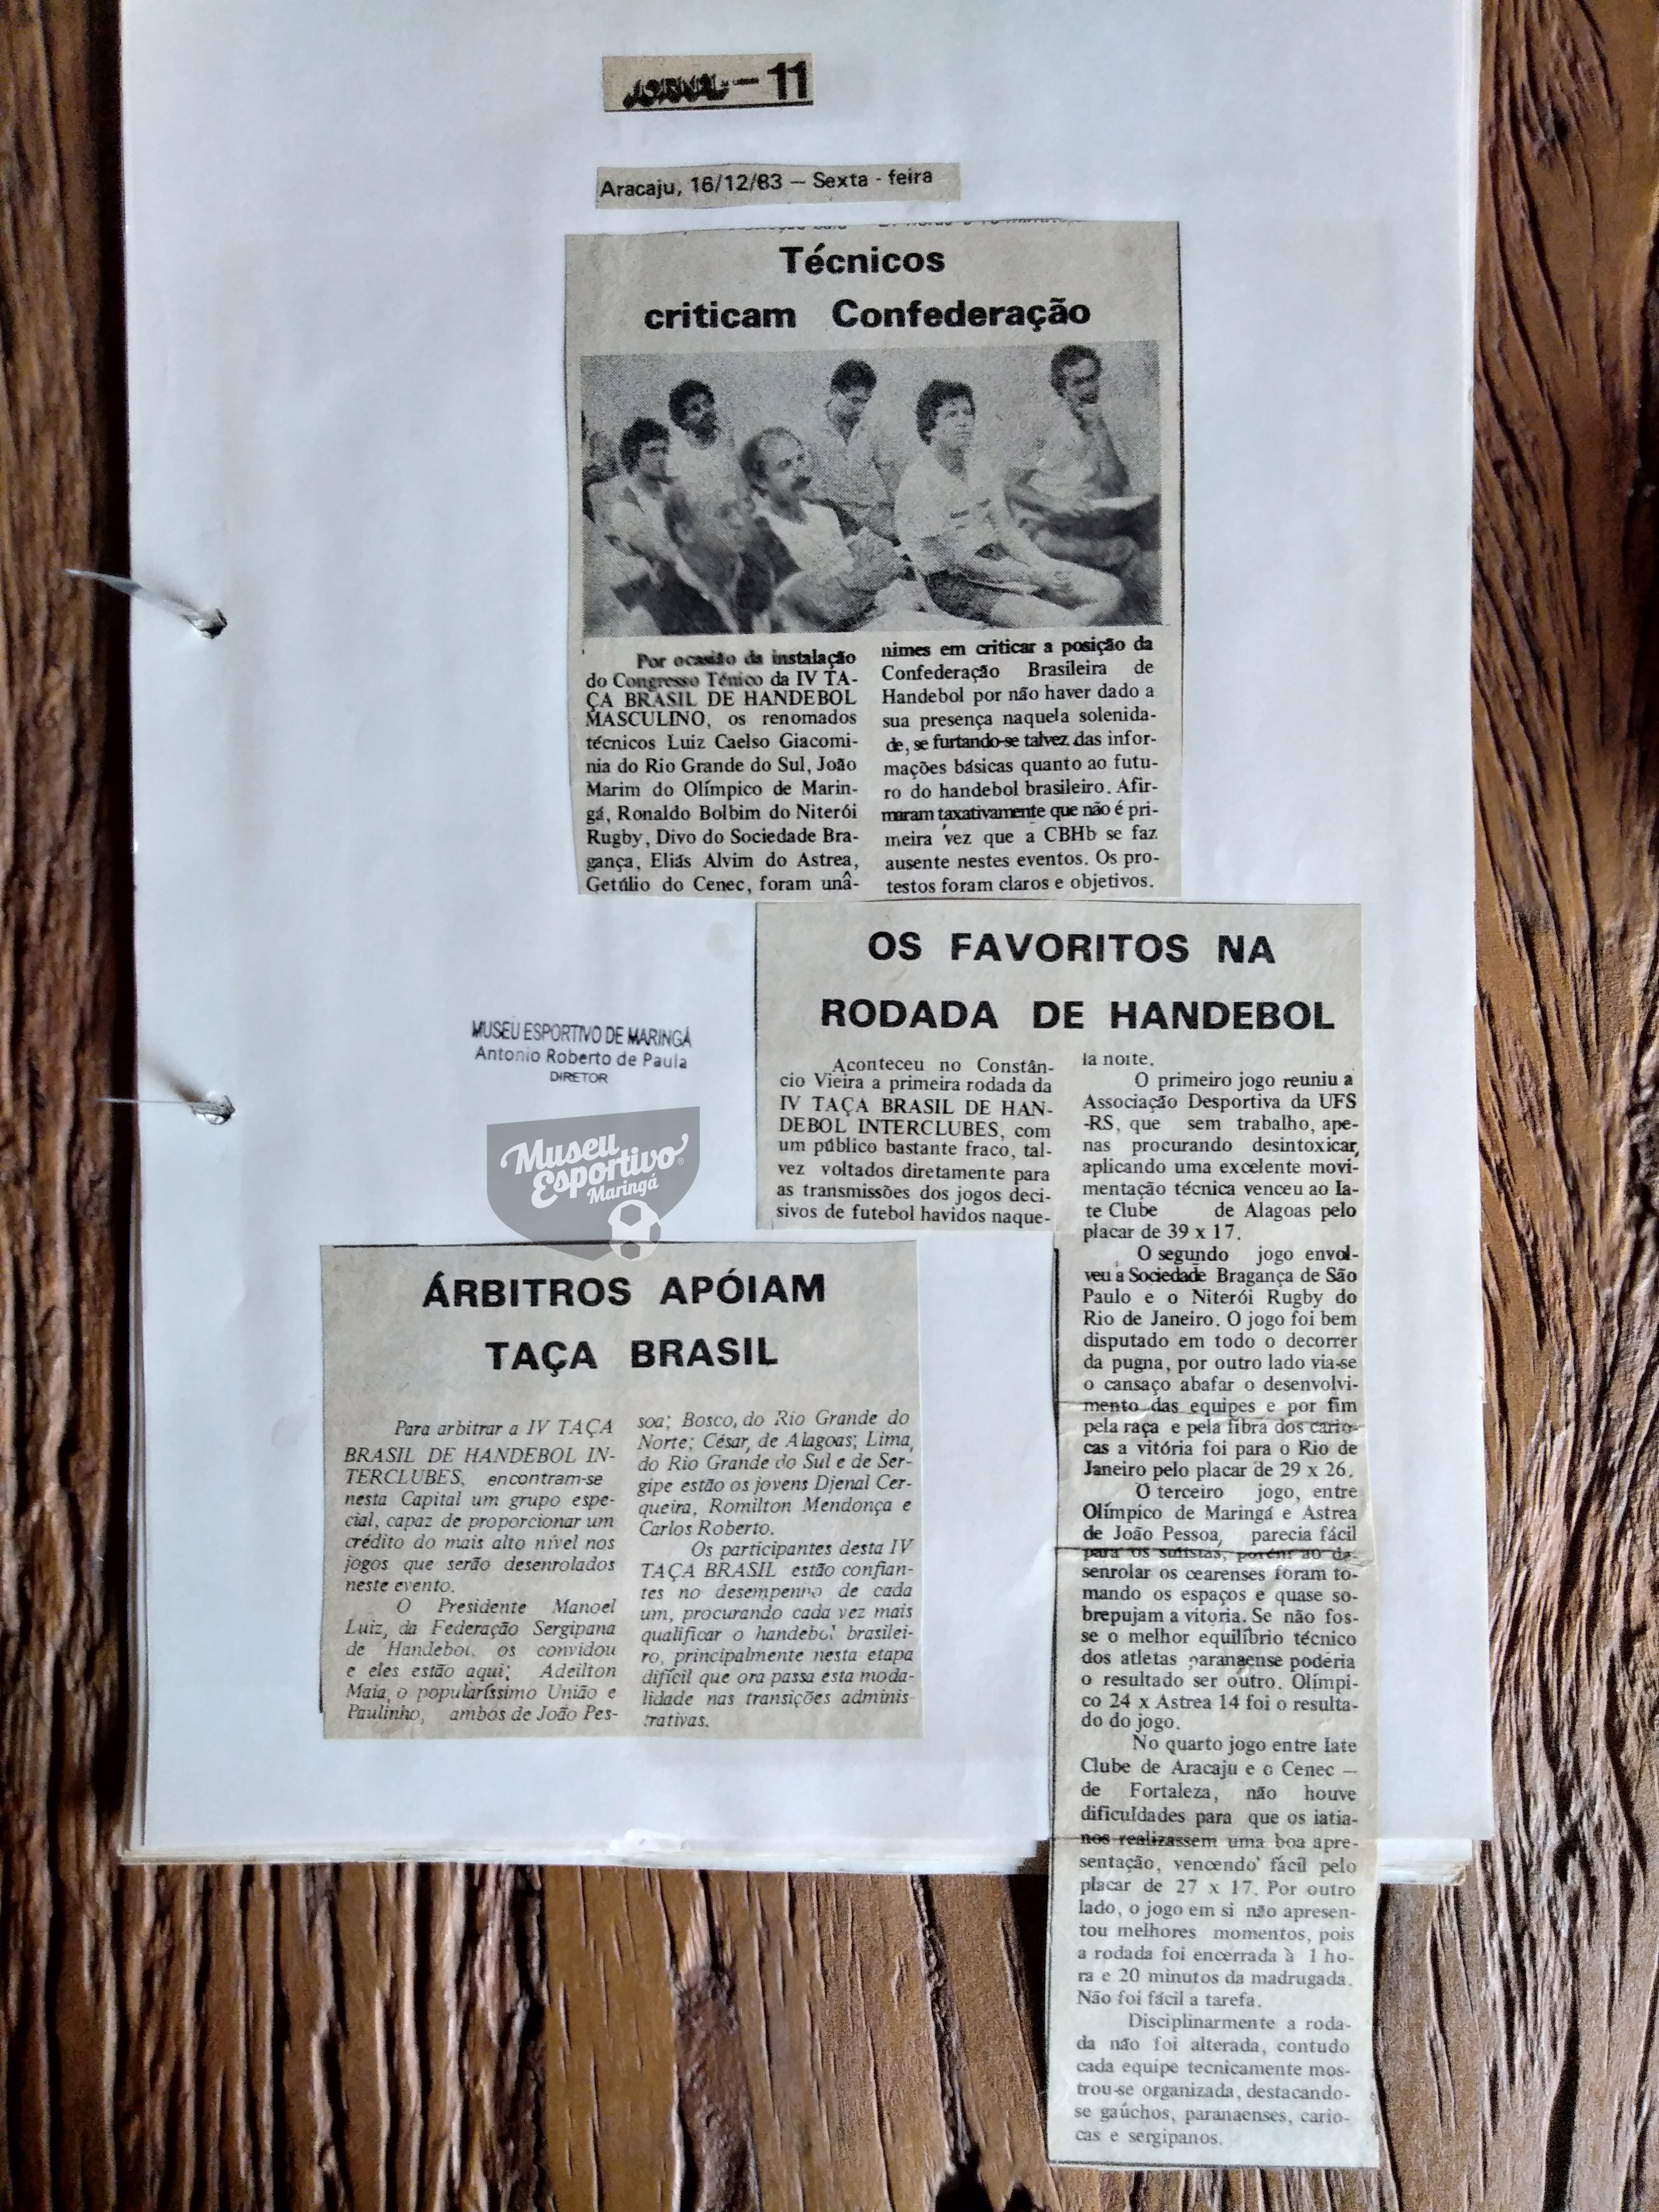 JORNAL - 11
Aracaju, 16/12/83 — Sexta - feira
Técnicos
criticam Confederação
Por ocasião da instalação
do Congresso Ténico da IV TA-
ÇA BRASIL DE HANDEBOL
MASCULINO, os renomados
técnicos Luiz Caelso Giacomi-
nia do Rio Grande do Sul, João
Marim do Olímpico de Marin-
gá, Ronaldo Bolbim do Niterói
Rugby, Divo do Sociedade Bra-
gança, Eliás Alvim do Astrea,
Getúlio do Cenec, foram unâ-
nimes em criticar a posição da
Confederação Brasileira de
Handebol por não haver dado a
sua presença naquela solenida-
de, se furtando-se talvez das infor-
mações básicas quanto ao futu-
ro do handebol brasileiro. Afir-
maram taxativamente que não é pri-
meira vez que a CBHb se faz
ausente nestes eventos. Os pro-
testos foram claros e objetivos.
OS FAVORITOS NA
RODADA DE HANDEBOL
Aconteceu no Constân-
cio Vieira a primeira rodada da
IV TAÇA BRASIL DE HAN-
DEBOL INTERCLUBES, com
um público bastante fraco, tal-
vez voltados diretamente para
as transmissões dos jogos deci-
sivos de futebol havidos naque-
la noite.
O primeiro jogo reuniu a
Associação Desportiva da UFS
-RS, que sem trabalho, ape-
nas procurando desintoxicar,
aplicando uma excelente movi-
mentação técnica venceu ao Ia-
te Clube de Alagoas pelo
placar de 39 x 17.
O segundo jogo envol-
veu a Sociedade Bragança de São
Paulo e o Niterói Rugby do
Rio de Janeiro. O jogo foi bem
disputado em todo o decorrer
da pugna, por outro lado via-se
o cansaço abafar o desenvolvi-
mento das equipes e por fim
pela raça e pela fibra dos cario-
cas a vitória foi para o Rio de
Janeiro pelo placar de 29 x 26.
O terceiro jogo, entre
Olímpico de Maringá e Astrea
de João Pessoa, parecia fácil
para os sulistas, porém ao de-
senrolar os cearenses foram to-
mando os espaços e quase so-
brepujam a vitoria. Se não fos-
se o melhor equilíbrio técnico
dos atletas paranaense poderia
o resultado ser outro. Olimpi-
co 24 x Astrea 14 foi o resulta-
do do jogo.
No quarto jogo entre Iate
Clube de Aracaju e o Cenec —
de Fortaleza, não houve
dificuldades para que os iatia-
nos realizassem uma boa apre-
sentação, vencendo fácil pelo
placar de 27 x 17. Por outro
lado, o jogo em si não apresen-
tou melhores momentos, pois
a rodada foi encerrada à 1 ho-
ra e 20 minutos da madrugada.
Não foi fácil a tarefa.
Disciplinarmente a roda-
da não foi alterada, contudo
cada equipe tecnicamente mos-
trou-se organizada, destacando-
se gaúchos, paranaenses, cario-
cas e sergipanos.
MUSEU ESPORTIVO DE MARINGÁ
Antonio Roberto de Paula
DIRETOR
Museu
Esportivo
Maringá
ÁRBITROS APÓIAM
TAÇA BRASIL
Para arbitrar a IV TAÇA
BRASIL DE HANDEBOL IN-
TERCLUBES, encontram-se
nesta Capital um grupo espe-
cial, capaz de proporcionar um
crédito do mais alto nível nos
jogos que serão desenrolados
neste evento.
O Presidente Manoel
Luiz, da Federação Sergipana
de Handebol, os convidou
e eles estão aqui: Adeilton
Maia, o popularíssimo União e
Paulinho, ambos de João Pes-
soa; Bosco, do Rio Grande do
Norte; César, de Alagoas; Lima,
do Rio Grande do Sul e de Ser-
gipe estão os jovens Djenal Cer-
queira, Romilton Mendonça e
Carlos Roberto.
Os participantes desta IV
TAÇA BRASIL estão confian-
tes no desempenho de cada
um, procurando cada vez mais
qualificar o handebol brasilei-
ro, principalmente nesta etapa
difícil que ora passa esta moda-
lidade nas transições adminis
trativas.